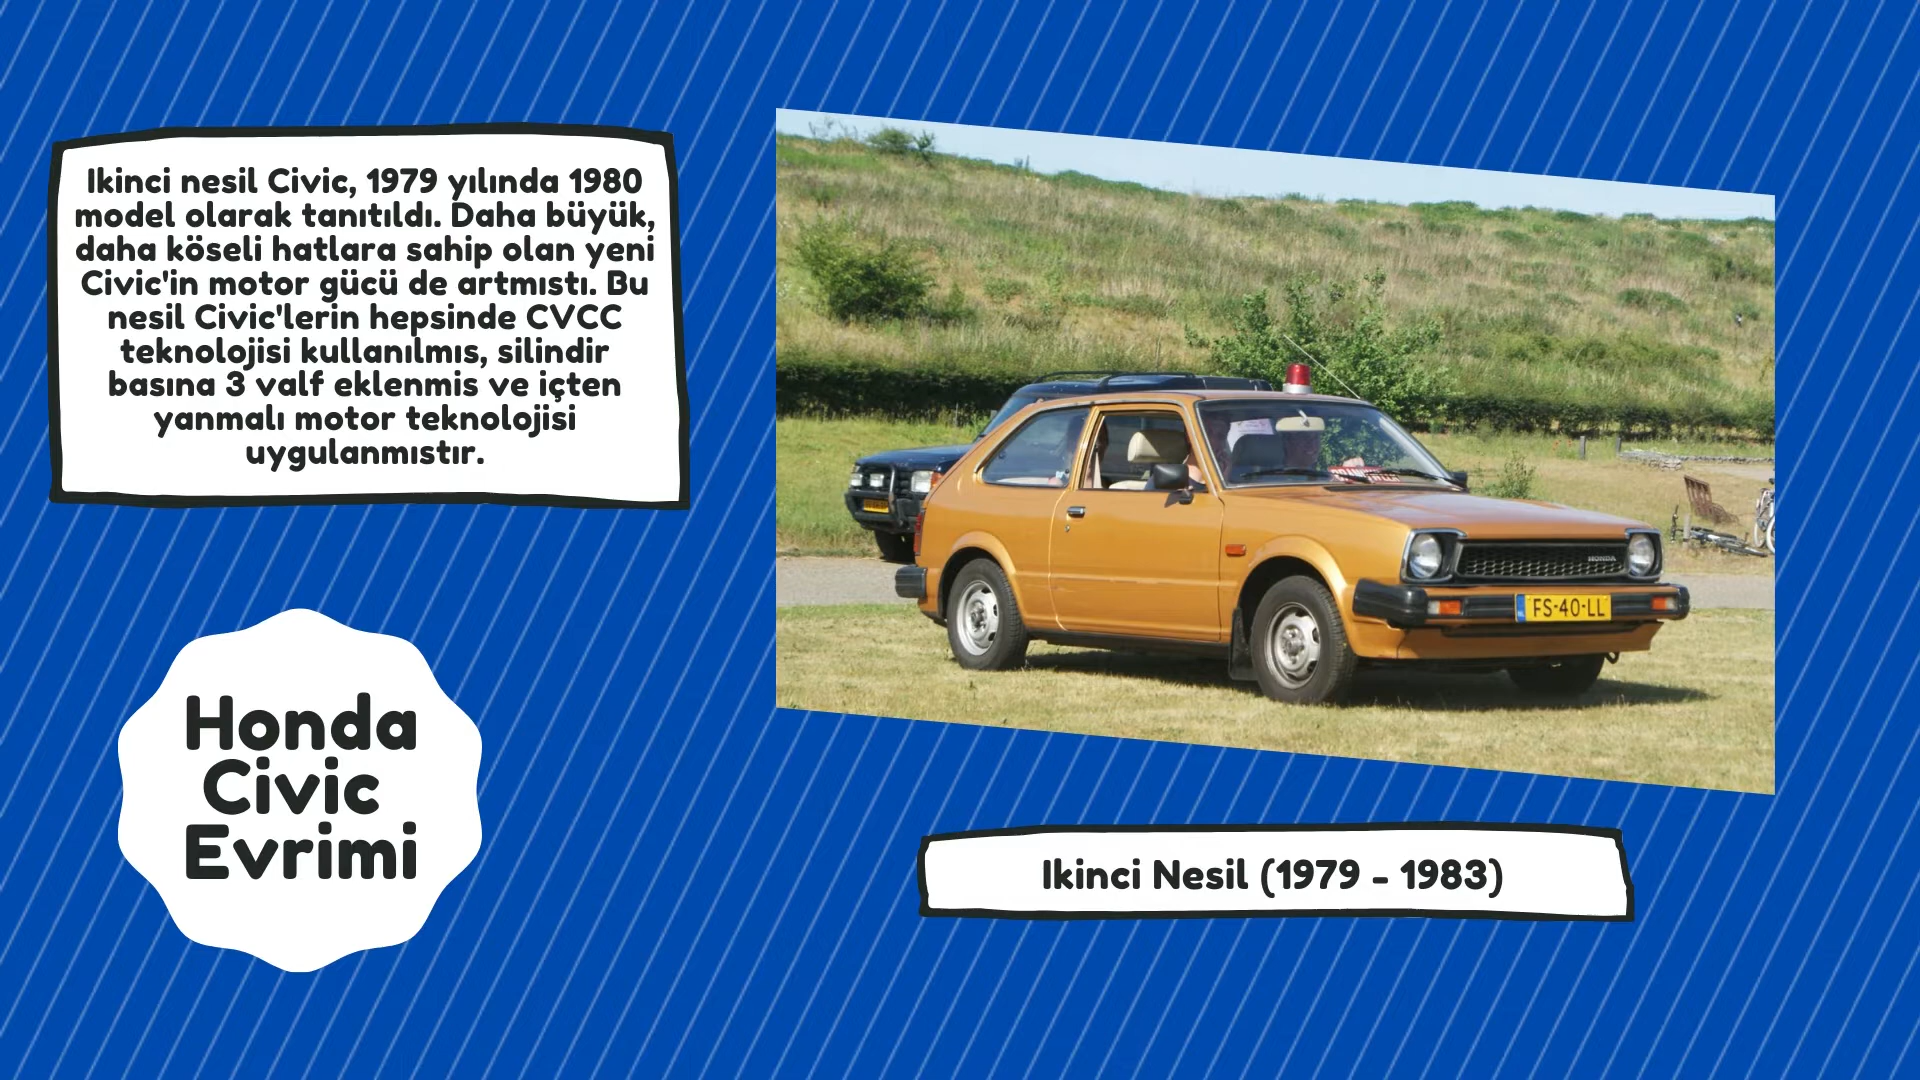 Ikinci nesil Civic, 1979 yılında 1980
model olarak tanıtıldı. Daha büyük,
daha köseli hatlara sahip olan yeni
Civic'in motor gücü de artmıstı. Bu
nesil Civic'lerin hepsinde CVCC
teknolojisi kullanılmıs, silindir
basına 3 valf eklenmis ve içten
yanmalı motor teknolojisi
uygulanmıstır.
HONDA
FS-40-LL
Honda
Civic
Evrimi
Ikinci Nesil (1979 - 1983)